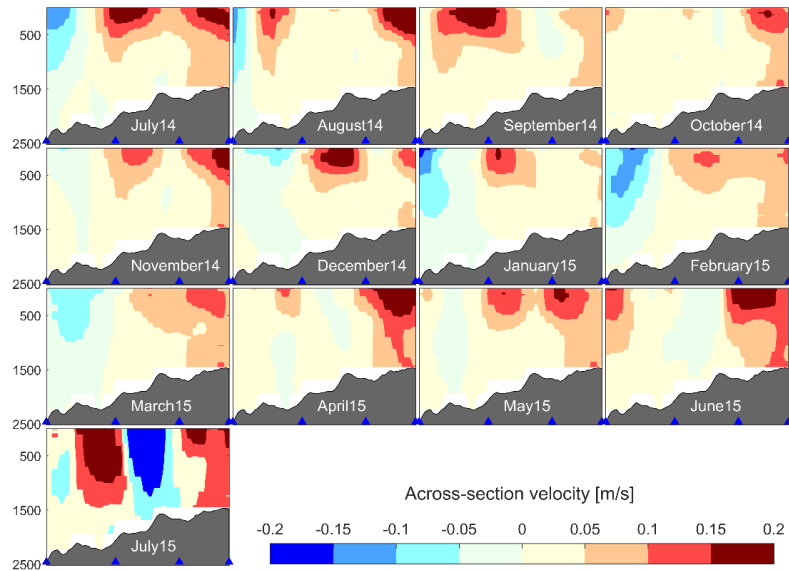 500
1500
2500
July14
August14
September14
October14
500
1500
2500
November14
December14
January15
February15
500
1500
2500
March15
April15
May15
June15
500
1500
2500
July15
Across-section velocity [m/s]
-0.2 -0.15 -0.1 -0.05 0 0.05 0.1 0.15 0.2